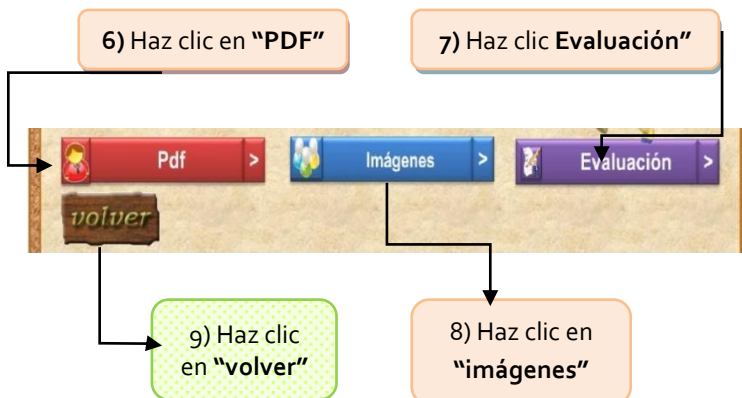 6) Haz clic en “PDF”
7) Haz clic Evaluación”
Pdf >
Imágenes >
Evaluación >
volver
9) Haz clic
en “volver”
8) Haz clic en
“imágenes”